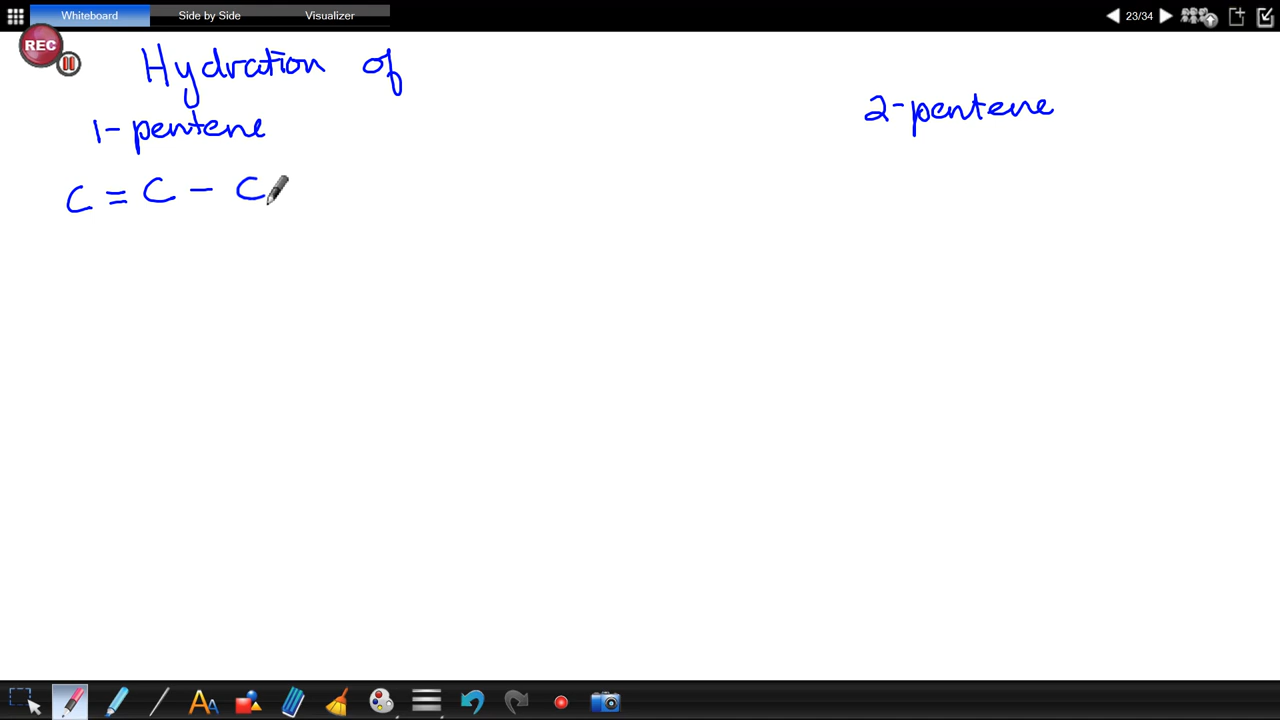 Whiteboard Side by Side Visualizer 23/34
REC
Hydration of
1-pentene
2-pentene
C = C - C
A A